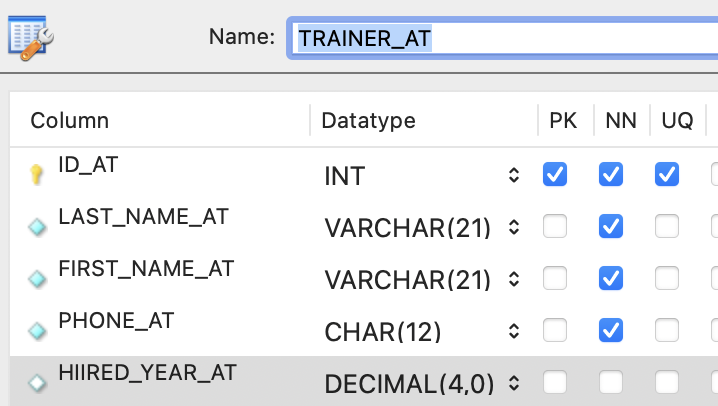 Name: TRAINER_AT
Column Datatype PK NN UQ
ID_AT INT
LAST_NAME_AT VARCHAR(21)
FIRST_NAME_AT VARCHAR(21)
PHONE_AT CHAR(12)
HIIRED_YEAR_AT DECIMAL(4,0)